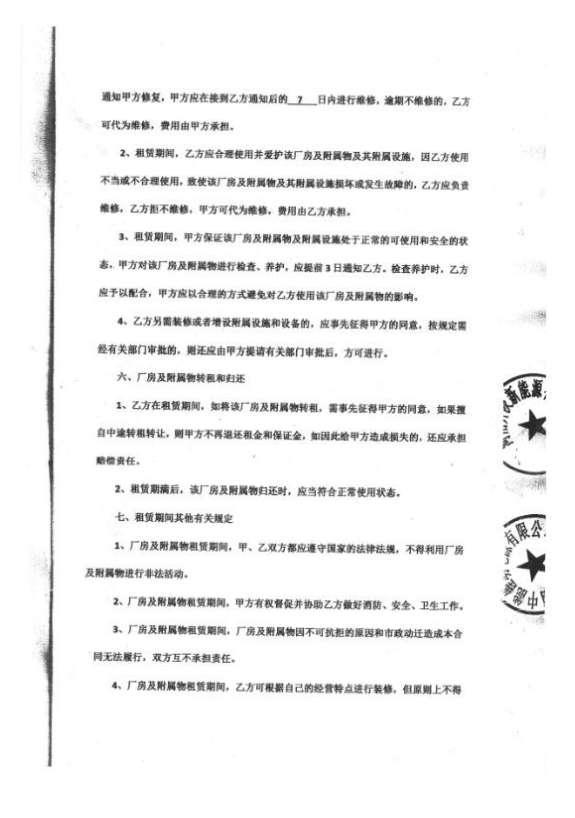 通知甲方修复，甲方应在接到乙方通知后的 7 日内进行维修，逾期不维修的，乙方
可代为维修，费用由甲方承担。
2、租赁期间，乙方应合理使用并爱护该厂房及附属物及其附属设施，因乙方使用
不当或不合理使用，致使该厂房及附属物及其附属设施损坏或发生故障的，乙方应负责
维修，乙方拒不维修，甲方可代为维修，费用由乙方承担。
3、租赁期间，甲方保证该厂房及附属物及附属设施处于正常的可使用和安全的状
态。甲方对该厂房及附属物进行检查、养护，应提前 3 日通知乙方。检查养护时，乙方
应予以配合，甲方应以合理的方式避免对乙方使用该厂房及附属物的影响。
4、乙方另需装修或者增设附属设施和设备的，应事先征得甲方的同意，按规定需
经有关部门审批的，则还应由甲方提请有关部门审批后，方可进行。
六、厂房及附属物转租和归还
1、乙方在租赁期间，如将该厂房及附属物转租，需事先征得甲方的同意，如果擅
自中途转租转让，则甲方不再退还租金和保证金，如因此给甲方造成损失的，还应承担
赔偿责任。
2、租赁期满后，该厂房及附属物归还时，应当符合正常使用状态。
七、租赁期间其他有关规定
1、厂房及附属物租赁期间，甲、乙双方都应遵守国家的法律法规，不得利用厂房
及附属物进行非法活动。
2、厂房及附属物租赁期间，甲方有权督促并协助乙方做好消防、安全、卫生工作。
3、厂房及附属物租赁期间，厂房及附属物因不可抗拒的原因和市政动迁造成本合
同无法履行，双方互不承担责任。
4、厂房及附属物租赁期间，乙方可根据自己的经营特点进行装修，但原则上不得
新能源
有限公
中